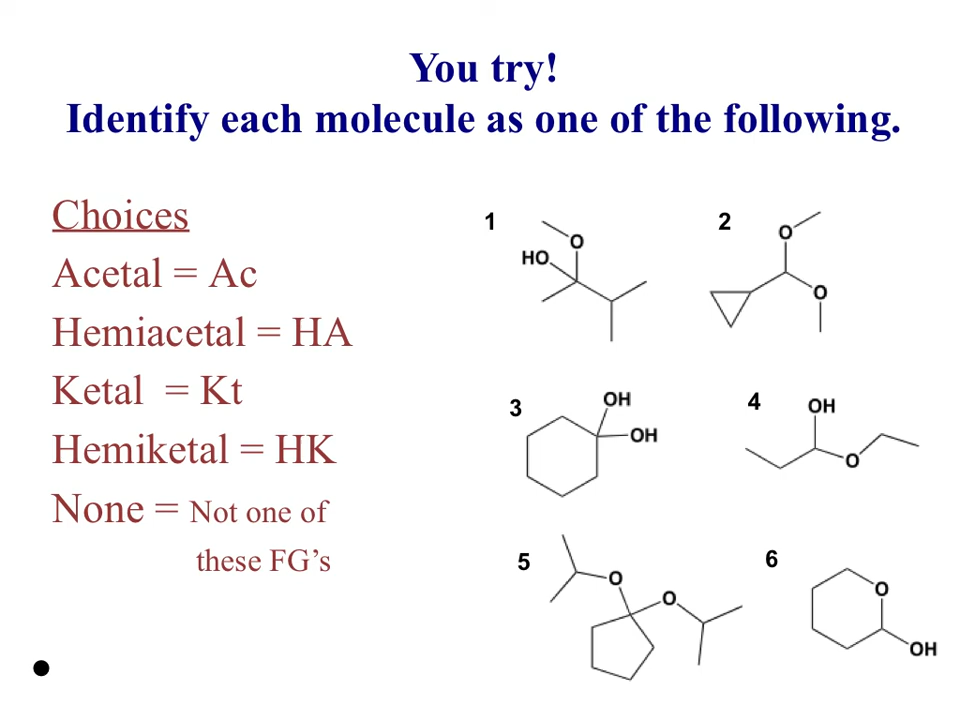 You try!
Identify each molecule as one of the following.
Choices
Acetal = Ac
Hemiacetal = HA
Ketal = Kt
Hemiketal = HK
None = Not one of
these FG’s
1
O
HO
2
O
O
3
OH
OH
4
OH
O
5
O
O
6
O
OH